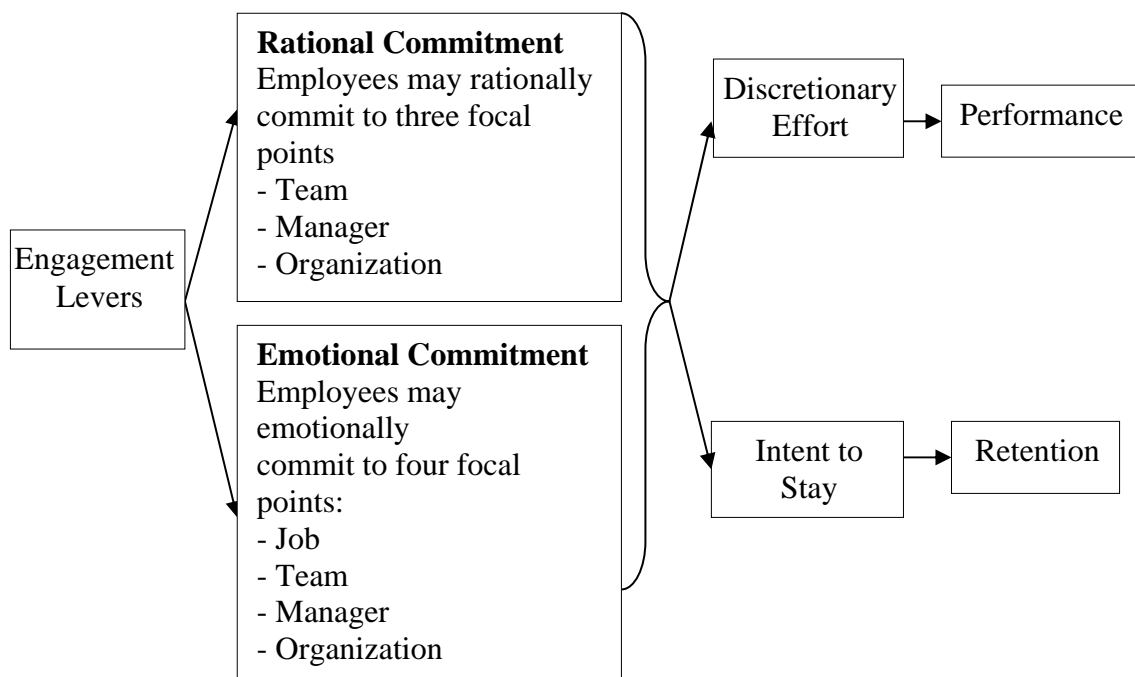 Engagement
Levers
Rational Commitment
Employees may rationally
commit to three focal
points
- Team
- Manager
- Organization
Emotional Commitment
Employees may
emotionally
commit to four focal
points:
- Job
- Team
- Manager
- Organization
Discretionary
Effort
Performance
Intent to
Stay
Retention